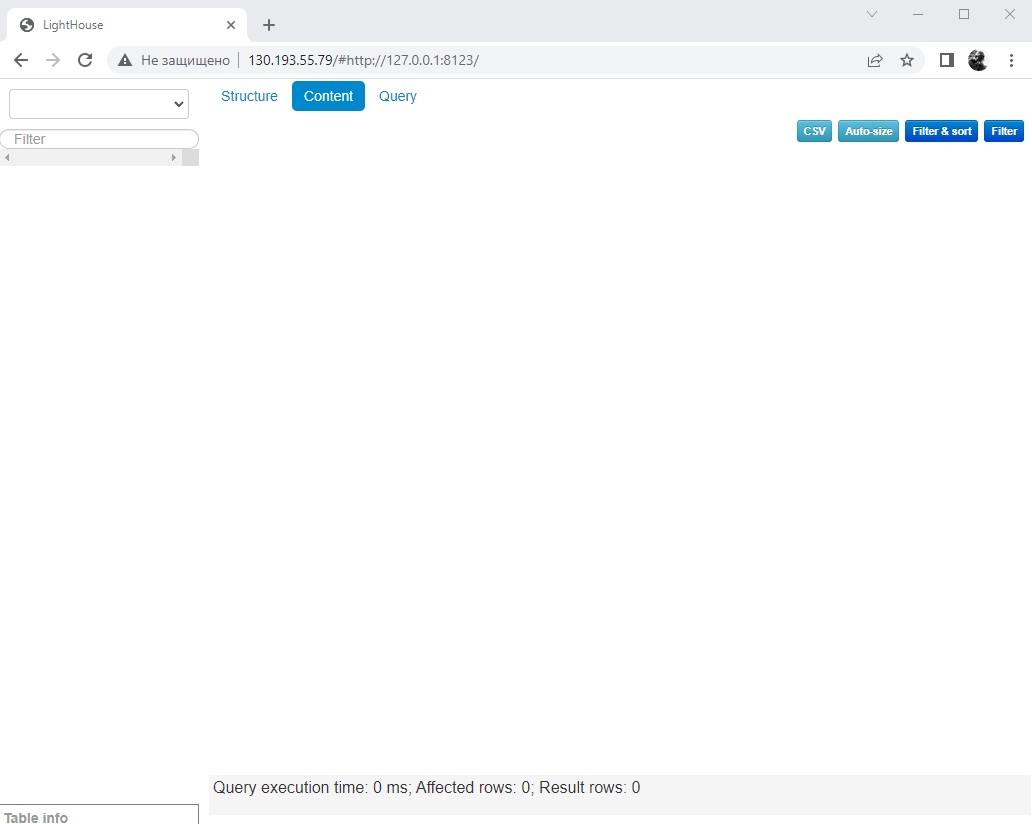 LightHouse
Не защищено
130.193.55.79/#http://127.0.0.1:8123/
Structure Content Query
Filter
CSV Auto-size Filter & sort Filter
Query execution time: 0 ms; Affected rows: 0; Result rows: 0
Table info